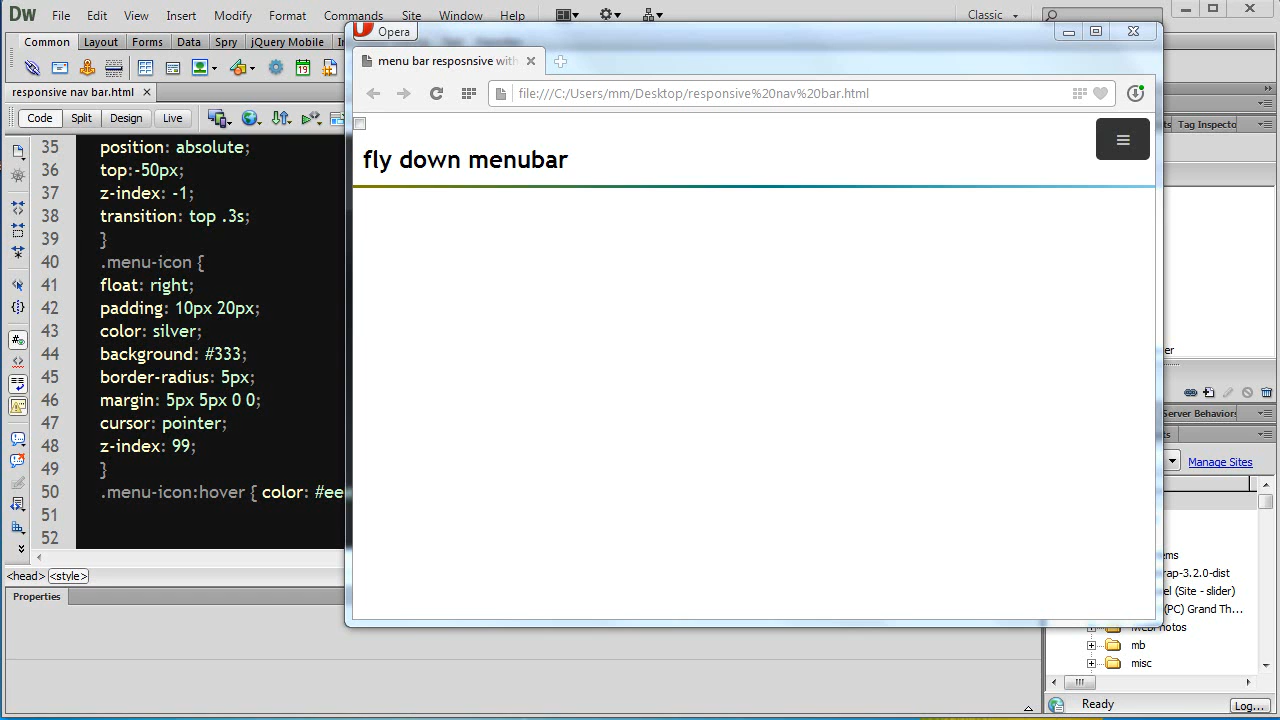 Dw File Edit View Insert Modify Format Commands Site Window Help Classic
Common Layout Forms Data Spry jQuery Mobile
responsive nav bar.html
Code Split Design Live
35 position: absolute;
36 top:-50px;
37 z-index: -1;
38 transition: top .3s;
39 }
40 .menu-icon {
41 float: right;
42 padding: 10px 20px;
43 color: silver;
44 background: #333;
45 border-radius: 5px;
46 margin: 5px 5px 0 0;
47 cursor: pointer;
48 z-index: 99;
49 }
50 .menu-icon:hover { color: #ee
51
52
<head> <style>
Properties
Opera
menu bar resposnsive with
file:///C:/Users/mm/Desktop/responsive%20nav%20bar.html
fly down menubar
Tag Inspecto
er
Server Behaviors
ts
Manage Sites
ems
rap-3.2.0-dist
el (Site - slider)
(PC) Grand Th...
mb
misc
Ready Log...